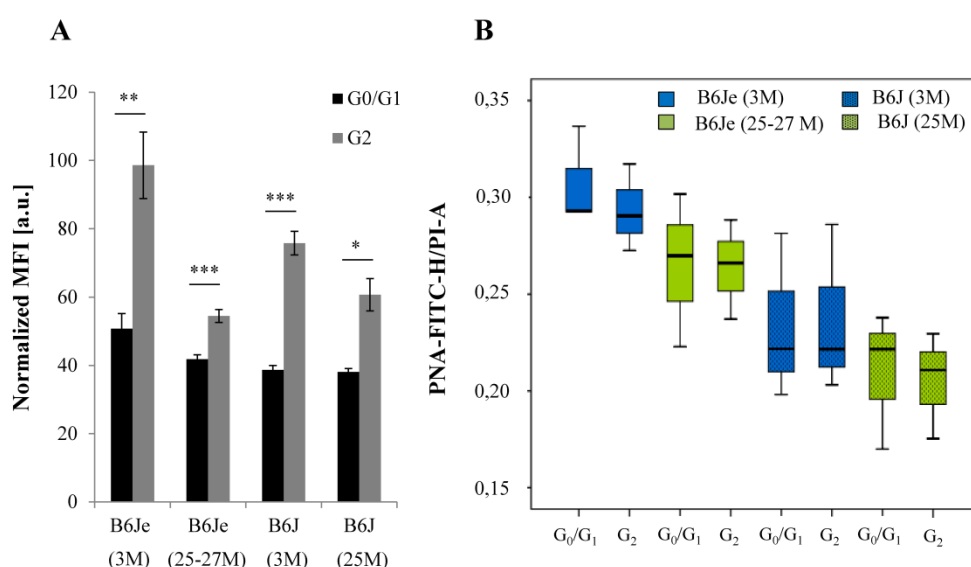 A
Normalized MFI [a.u.]
120
100
80
60
40
20
0
**
***
***
*
G0/G1
G2
B6Je
(3M)
B6Je
(25-27M)
B6J
(3M)
B6J
(25M)
B
PNA-FITC-H/PI-A
0,35
0,30
0,25
0,20
0,15
B6Je (3M)
B6J (3M)
B6Je (25-27 M)
B6J (25M)
G₀/G₁ G₂ G₀/G₁ G₂ G₀/G₁ G₂ G₀/G₁ G₂